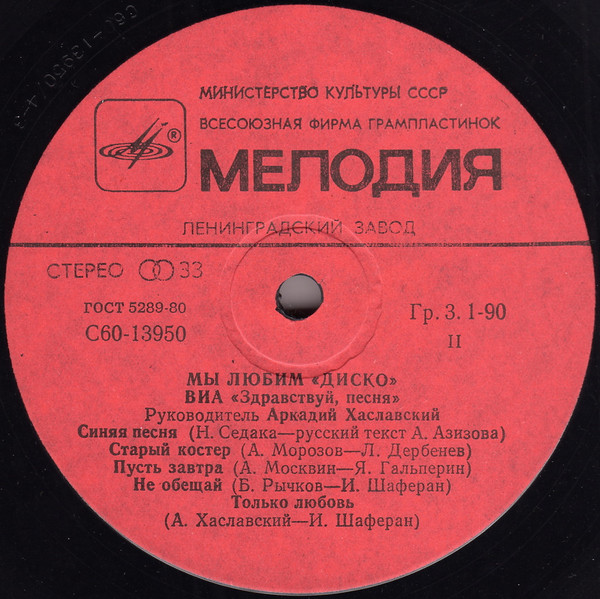 МИНИСТЕРСТВО КУЛЬТУРЫ СССР
ВСЕСОЮЗНАЯ ФИРМА ГРАМПЛАСТИНОК
®
МЕЛОДИЯ
ЛЕНИНГРАДСКИЙ ЗАВОД
СТЕРЕО 33
ГОСТ 5289-80
С60-13950
Гр. 3. 1-90
II
МЫ ЛЮБИМ «ДИСКО»
ВИА «Здравствуй, песня»
Руководитель Аркадий Хаславский
Синяя песня (Н. Седака—русский текст А. Азизова)
Старый костер (А. Морозов—Л. Дербенев)
Пусть завтра (А. Москвин—Я. Гальперин)
Не обещай (Б. Рычков—И. Шаферан)
Только любовь
(А. Хаславский—И. Шаферан)